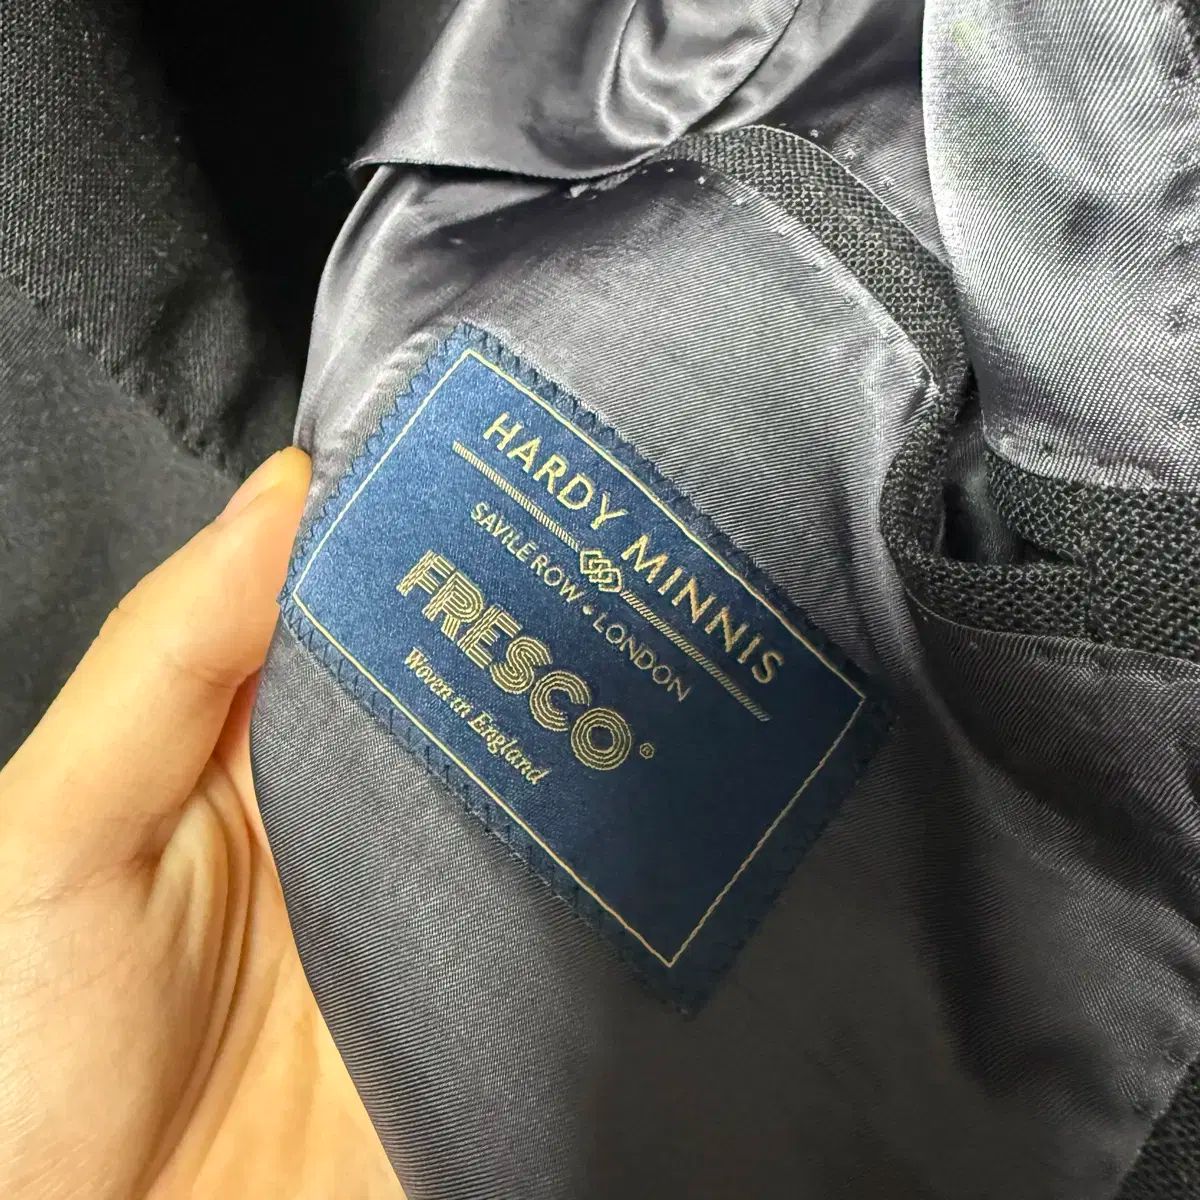 HARDY MINNIS
SAVILE ROW • LONDON
FRESCO®
Woven in England